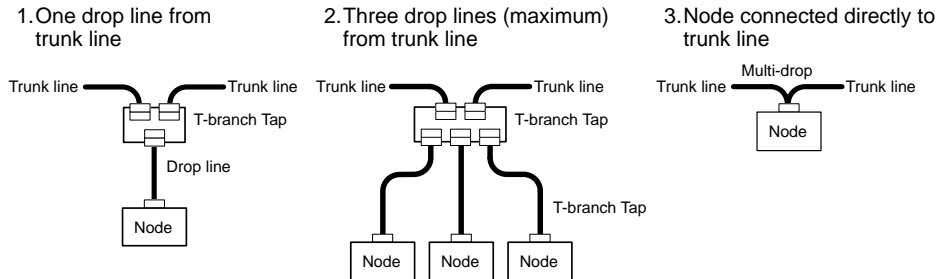 1.One drop line from
trunk line
Trunk line
Trunk line
T-branch Tap
Drop line
Node
2.Three drop lines (maximum)
from trunk line
Trunk line
Trunk line
T-branch Tap
T-branch Tap
Node
Node
Node
3.Node connected directly to
trunk line
Multi-drop
Trunk line
Trunk line
Node